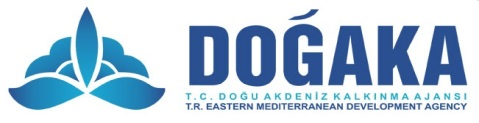 DOĞAKA
T.C. DOĞU AKDENİZ KALKINMA AJANSI
T.R. EASTERN MEDITERRANEAN DEVELOPMENT AGENCY